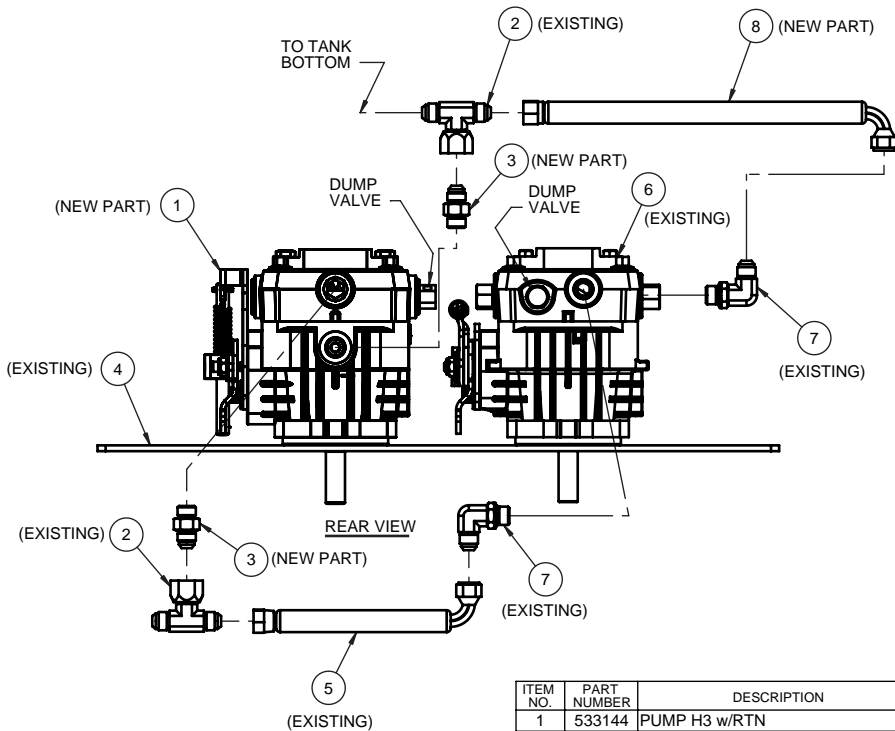 2 (EXISTING)
8 (NEW PART)
TO TANK
BOTTOM
3 (NEW PART)
(NEW PART) 1
DUMP
VALVE
DUMP
VALVE
6
(EXISTING)
7
(EXISTING)
(EXISTING) 4
REAR VIEW
(EXISTING) 2
3 (NEW PART)
7
(EXISTING)
5
(EXISTING)
ITEM NO. PART NUMBER DESCRIPTION
1 533144 PUMP H3 w/RTN